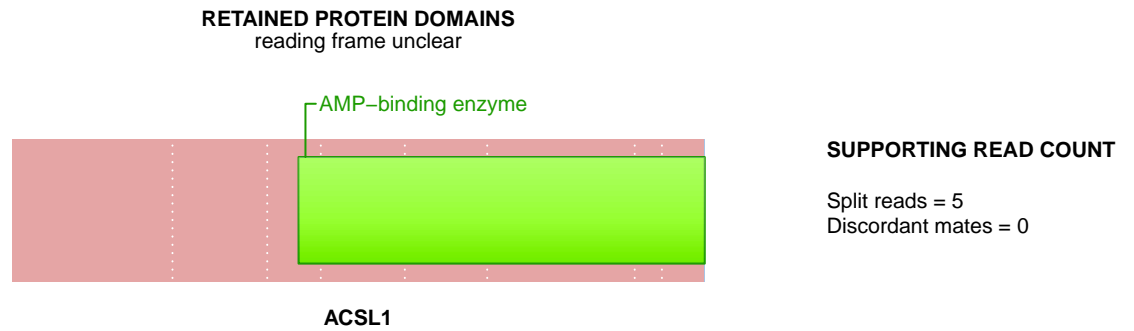 RETAINED PROTEIN DOMAINS
reading frame unclear
AMP−binding enzyme
SUPPORTING READ COUNT
Split reads = 5
Discordant mates = 0
ACSL1